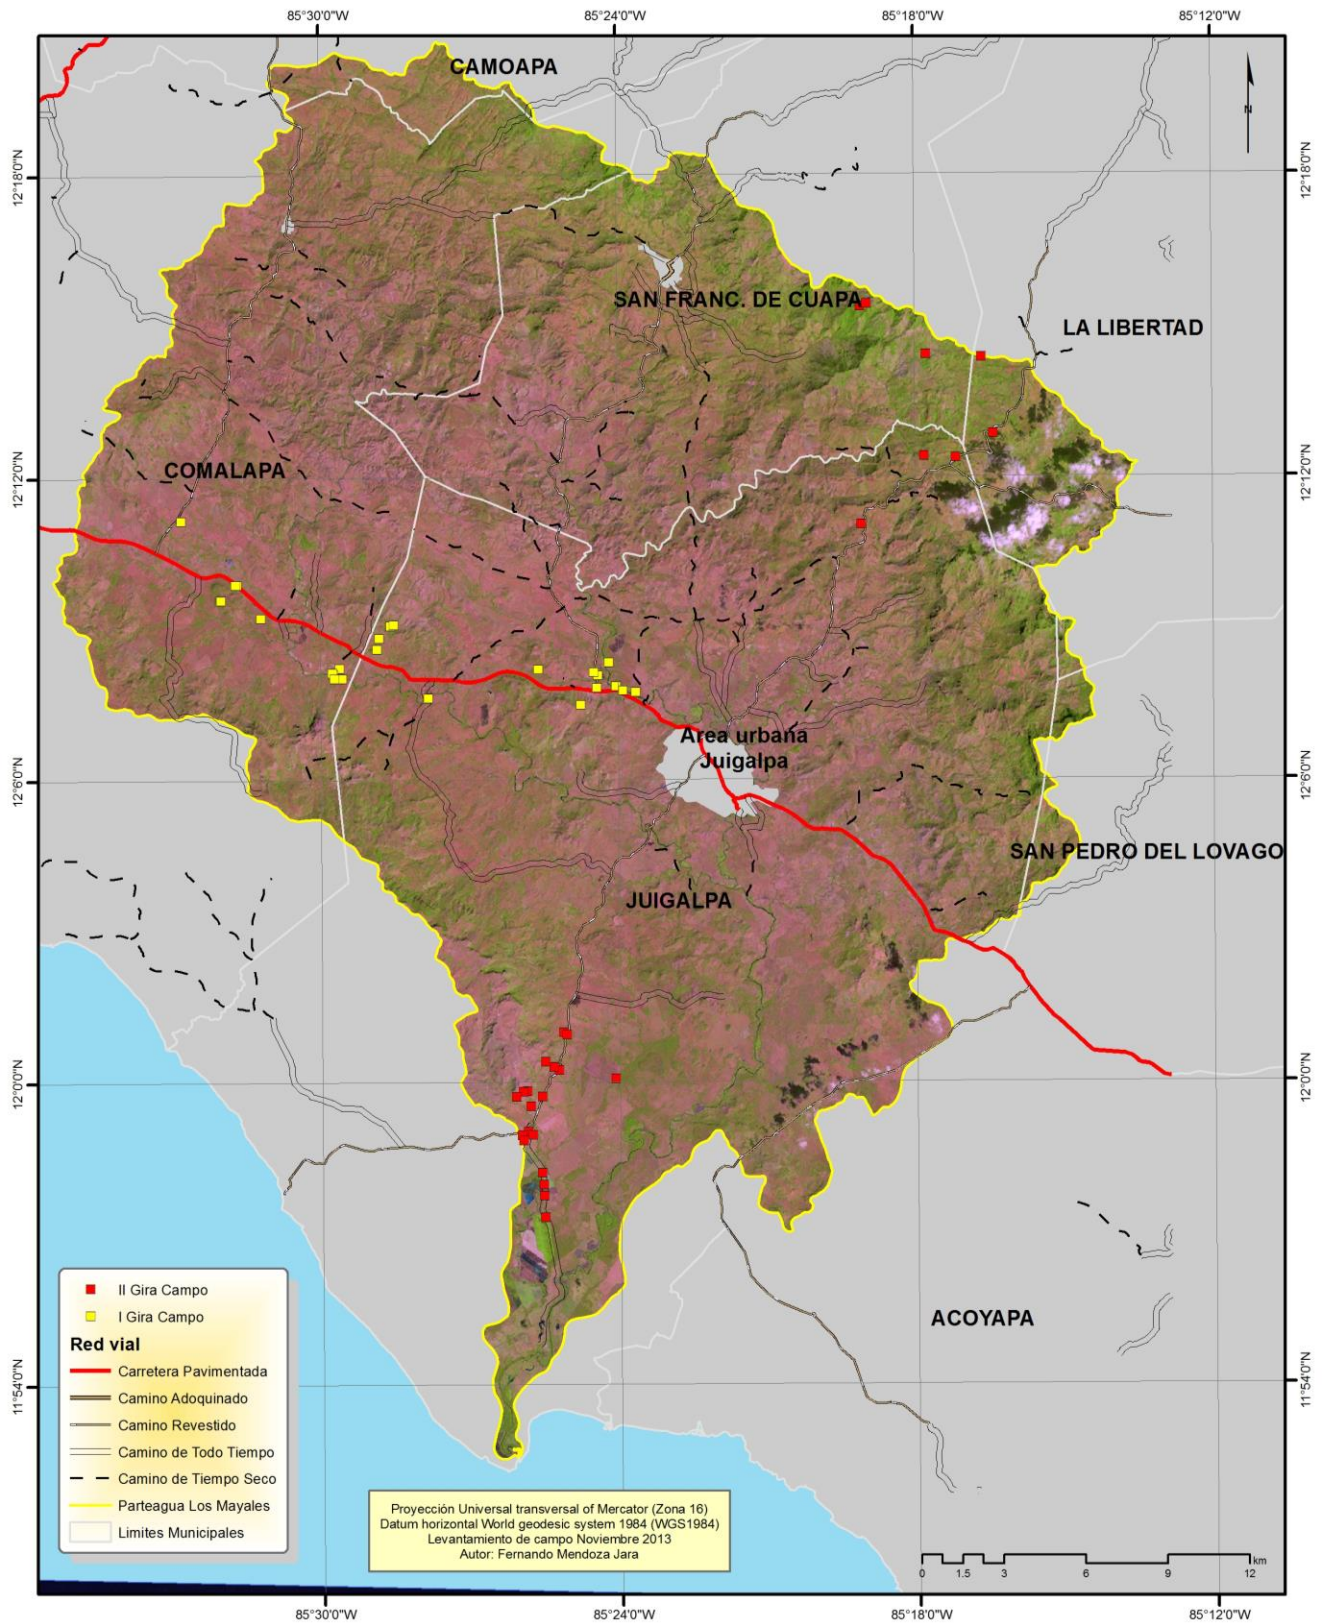 85°30'0"W
85°24'0"W
85°18'0"W
85°12'0"W
CAMOAPA
N
12°18'0"N
12°18'0"N
SAN FRANC. DE CUAPA
LA LIBERTAD
COMALAPA
12°12'0"N
12°12'0"N
Area urbana
Juigalpa
12°6'0"N
12°6'0"N
SAN PEDRO DEL LOVAGO
JUIGALPA
12°0'0"N
12°0'0"N
ACOYAPA
11°54'0"N
11°54'0"N
II Gira Campo
I Gira Campo
Red vial
Carretera Pavimentada
Camino Adoquinado
Camino Revestido
Camino de Todo Tiempo
Camino de Tiempo Seco
Parteagua Los Mayales
Limites Municipales
Proyección Universal transversal of Mercator (Zona 16)
Datum horizontal World geodesic system 1984 (WGS1984)
Levantamiento de campo Noviembre 2013
Autor: Fernando Mendoza Jara
km
0 1.5 3 6 9 12
85°30'0"W
85°24'0"W
85°18'0"W
85°12'0"W